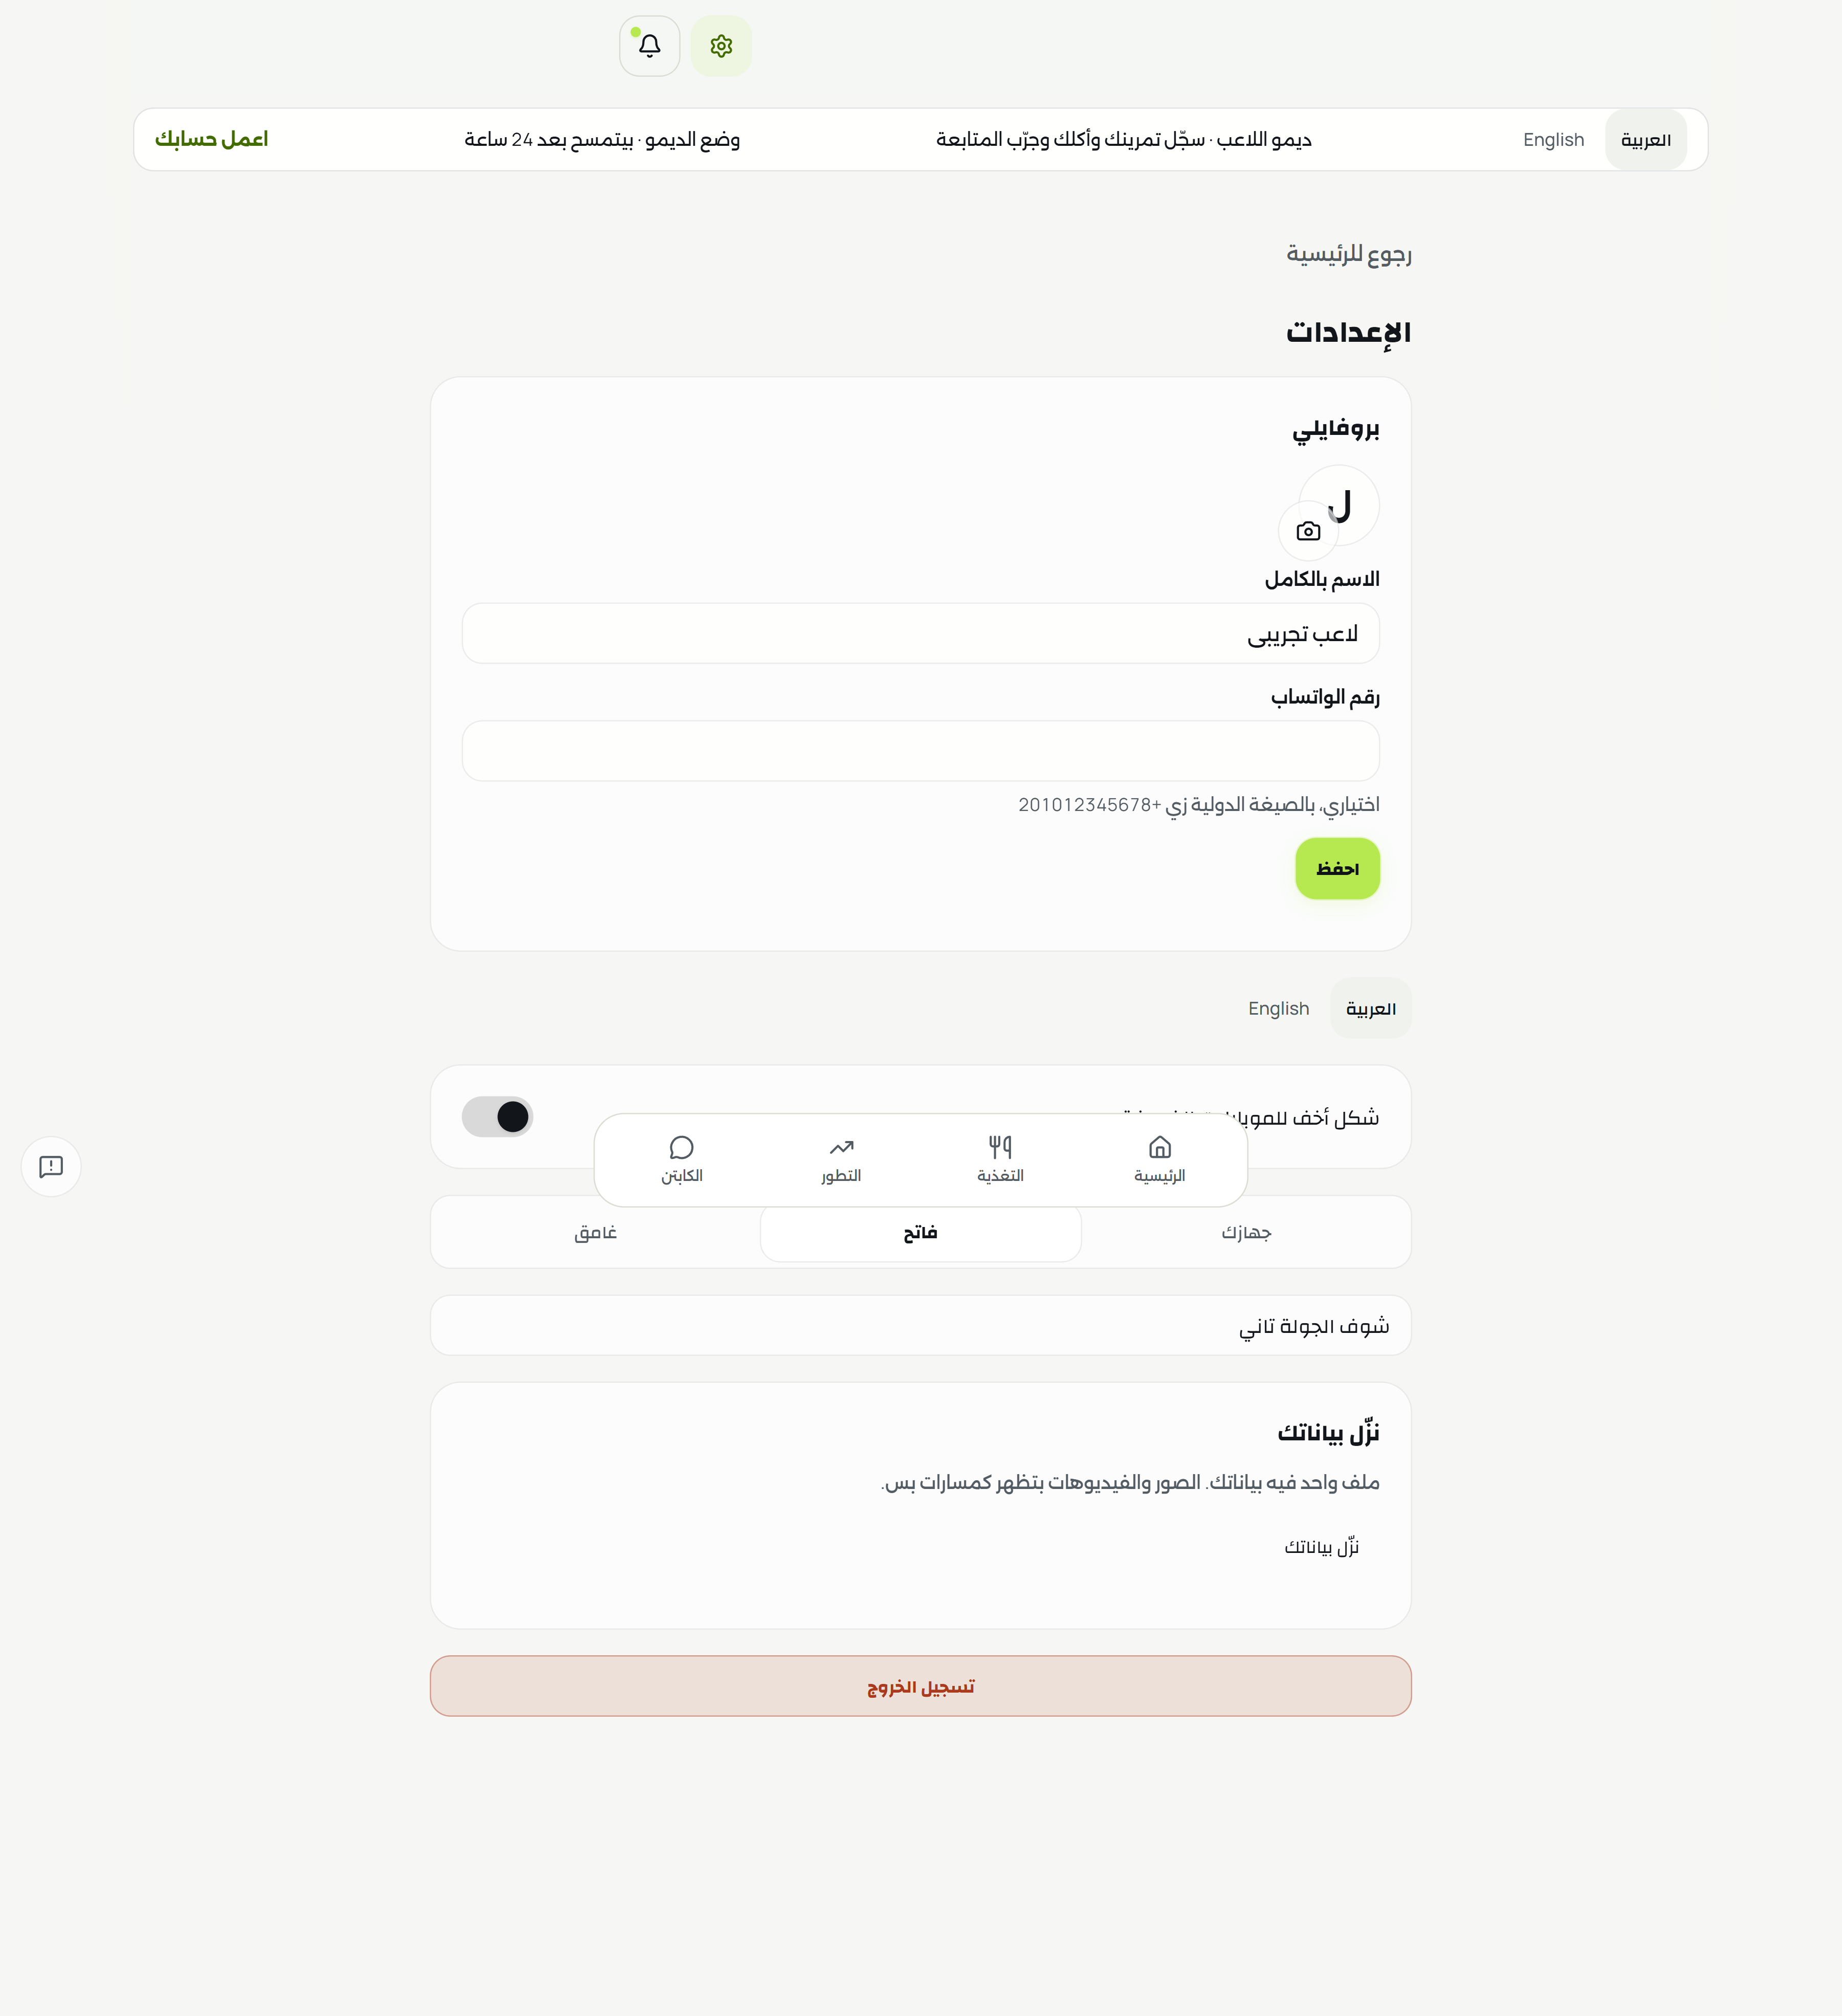 العربية
English
ديمو اللاعب · سجّل تمرينك وأكلك وجرّب المتابعة
وضع الديمو · بيتمسح بعد 24 ساعة
اعمل حسابك
رجوع للرئيسية
الإعدادات
بروفايلي
ل
الاسم بالكامل
لاعب تجريبى
رقم الواتساب
اختياري، بالصيغة الدولية زي +201012345678
احفظ
العربية
English
شكل أخف
الرئيسية
التغذية
التطور
الكابتن
جهازك
فاتح
غامق
شوف الجولة تاني
نزّل بياناتك
ملف واحد فيه بياناتك. الصور والفيديوهات بتظهر كمسارات بس.
نزّل بياناتك
تسجيل الخروج